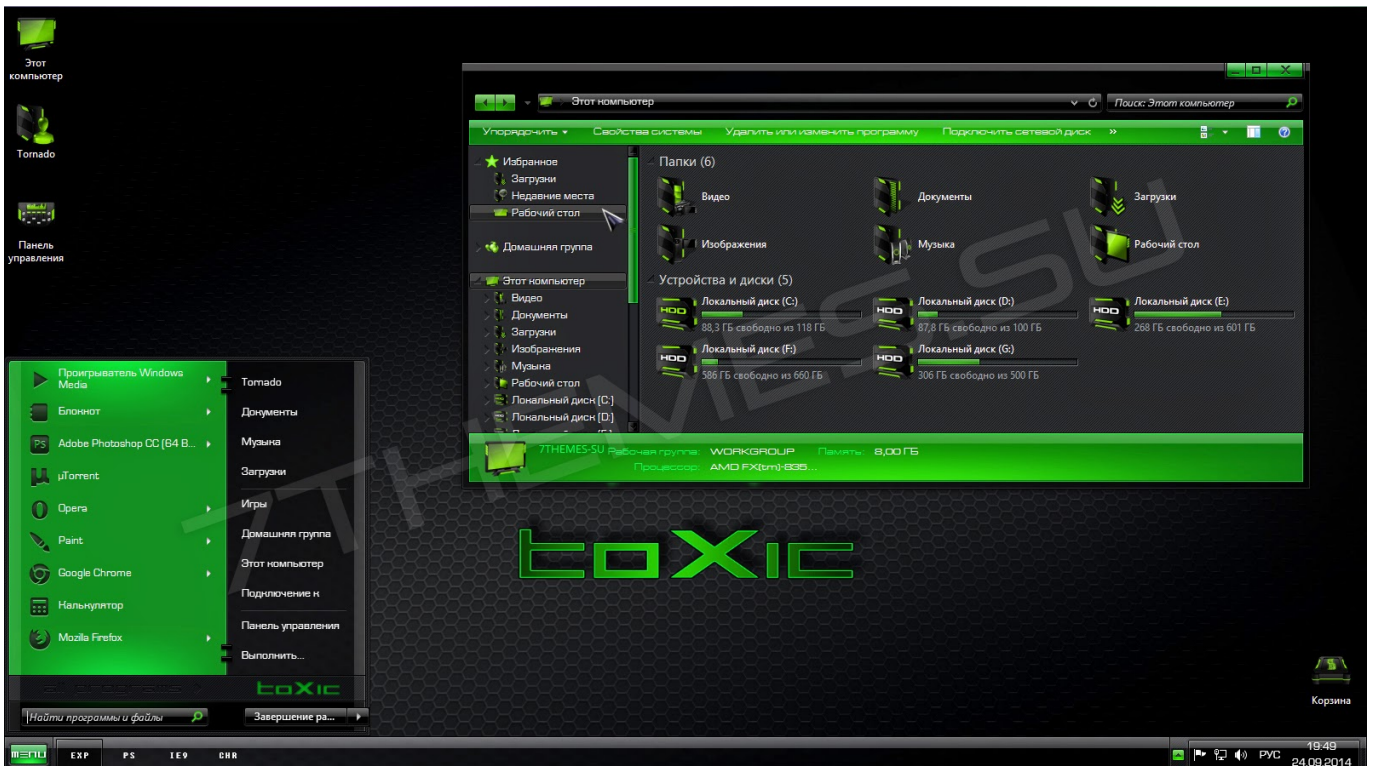 Этот
компьютер
Tornado
Панель
управления
Этот компьютер
Поиск: Этот компьютер
Упорядочить
Свойства системы
Удалить или изменить программу
Подключить сетевой диск
»
Избранное
Загрузки
Недавние места
Рабочий стол
Домашняя группа
Этот компьютер
Видео
Документы
Загрузки
Изображения
Музыка
Рабочий стол
Локальный диск (C:)
Локальный диск (D:)
Папки (6)
Видео
Документы
Загрузки
Изображения
Музыка
Рабочий стол
Устройства и диски (5)
HDD
Локальный диск (C:)
88,3 ГБ свободно из 118 ГБ
HDD
Локальный диск (D:)
87,8 ГБ свободно из 100 ГБ
HDD
Локальный диск (E:)
268 ГБ свободно из 601 ГБ
HDD
Локальный диск (F:)
586 ГБ свободно из 660 ГБ
HDD
Локальный диск (G:)
306 ГБ свободно из 500 ГБ
7THEMES-SU Рабочая группа: WORKGROUP Память: 8,00 ГБ
Процессор: AMD FX(tm)-835...
7THEMES.SU
toXic
Проигрыватель Windows
Media
Блокнот
Adobe Photoshop CC (64 B...
µTorrent
Opera
Paint
Google Chrome
Калькулятор
Mozilla Firefox
all programs
Найти программы и файлы
Tornado
Документы
Музыка
Загрузки
Игры
Домашняя группа
Этот компьютер
Подключение к
Панель управления
Выполнить...
toXic
Завершение ра...
Корзина
menu
EXP
PS
IE9
CHR
РУС
19:49
24.09.2014